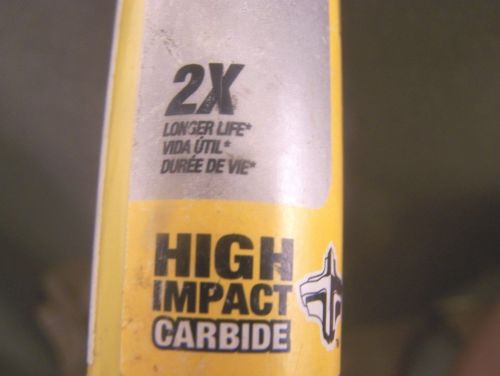 2X
LONGER LIFE*
VIDA ÚTIL*
DURÉE DE VIE*
HIGH
IMPACT
CARBIDE